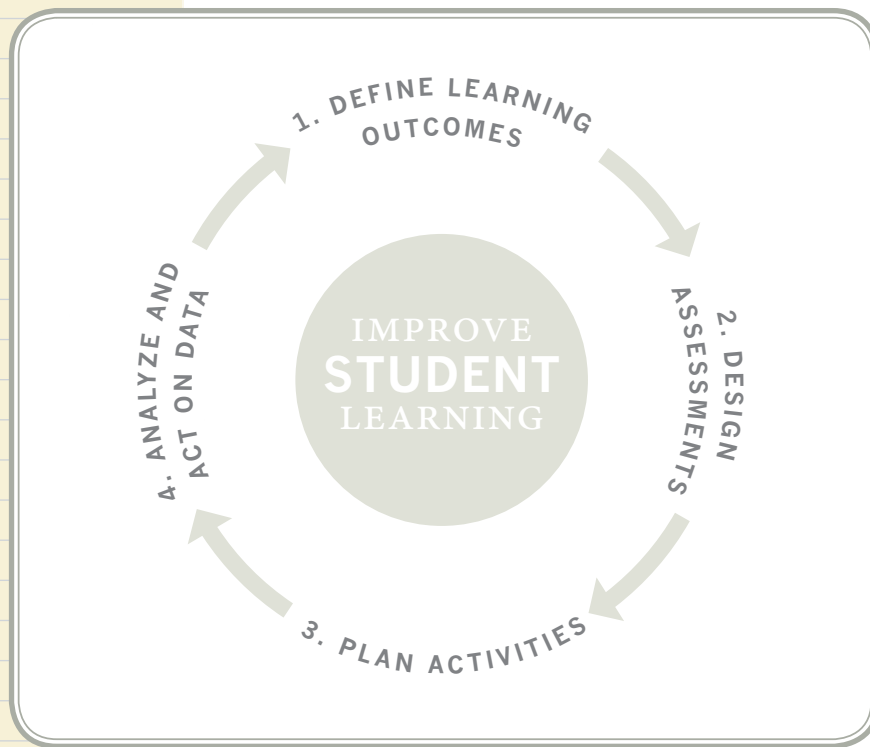 1. DEFINE LEARNING
OUTCOMES
2. DESIGN
ASSESSMENTS
3. PLAN ACTIVITIES
4. ANALYZE AND
ACT ON DATA
IMPROVE
STUDENT
LEARNING